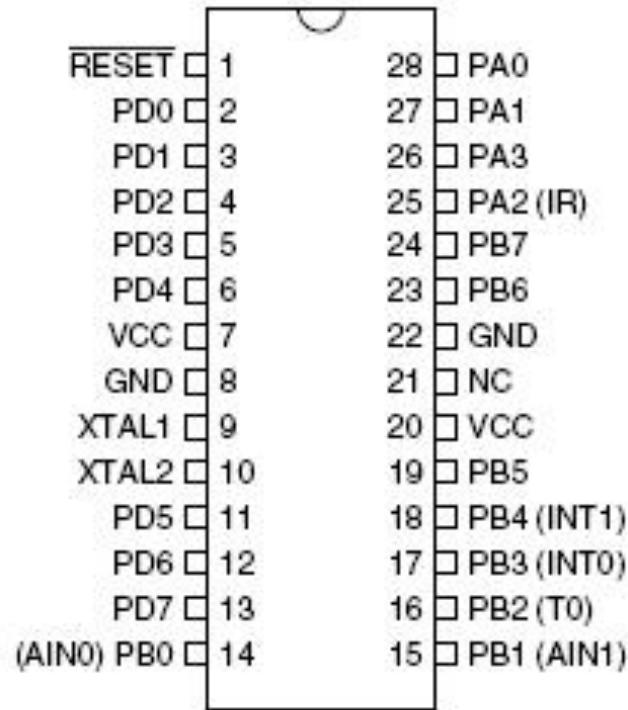 RESET 1 28 PA0
PD0 2 27 PA1
PD1 3 26 PA3
PD2 4 25 PA2 (IR)
PD3 5 24 PB7
PD4 6 23 PB6
VCC 7 22 GND
GND 8 21 NC
XTAL1 9 20 VCC
XTAL2 10 19 PB5
PD5 11 18 PB4 (INT1)
PD6 12 17 PB3 (INT0)
PD7 13 16 PB2 (T0)
(AIN0) PB0 14 15 PB1 (AIN1)